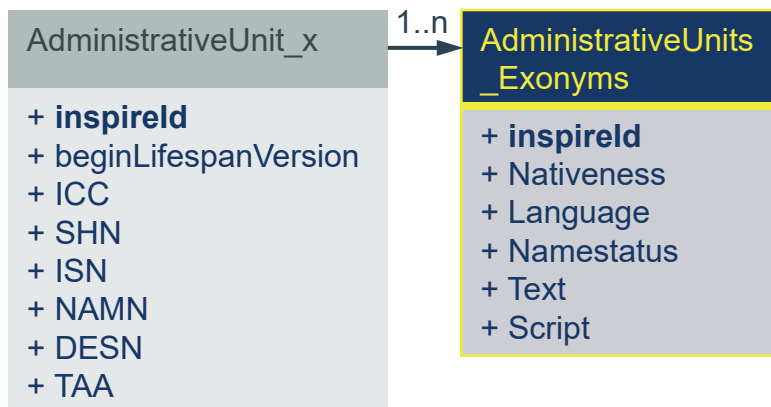 AdministrativeUnit_x
+ inspireId
+ beginLifespanVersion
+ ICC
+ SHN
+ ISN
+ NAMN
+ DESN
+ TAA
1..n
AdministrativeUnits
_Exonyms
+ inspireId
+ Nativeness
+ Language
+ Namestatus
+ Text
+ Script